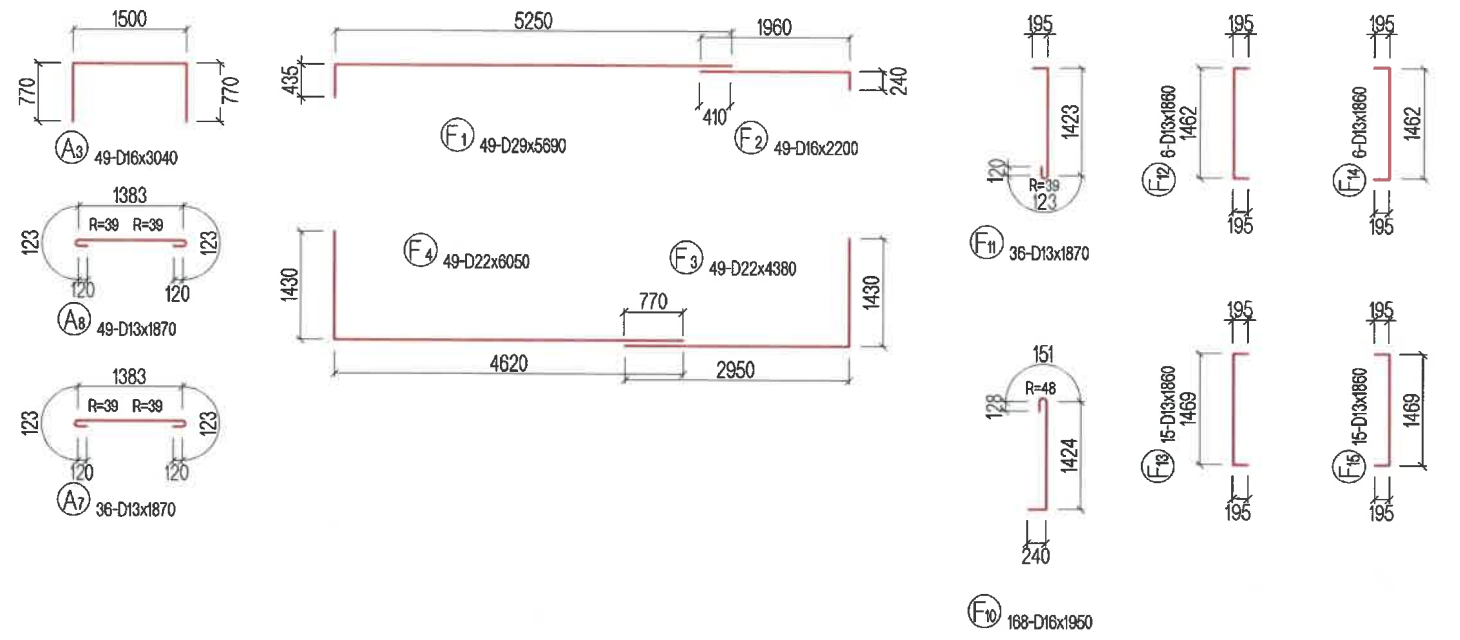 1500
770
770
A3 49-D16x3040
5250
1960
435
240
410
F1 49-D29x5690
F2 49-D16x2200
1383
R=39 R=39
123
123
120
120
A8 49-D13x1870
1383
R=39 R=39
123
123
120
120
A7 36-D13x1870
F4 49-D22x6050
F3 49-D22x4380
1430
1430
770
4620
2950
195
1423
120
R=39
123
F11 36-D13x1870
195
1462
F12 6-D13x1860
195
195
1462
F14 6-D13x1860
195
151
R=48
128
1424
240
F10 168-D16x1950
195
1469
F13 15-D13x1860
195
195
1469
F15 15-D13x1860
195